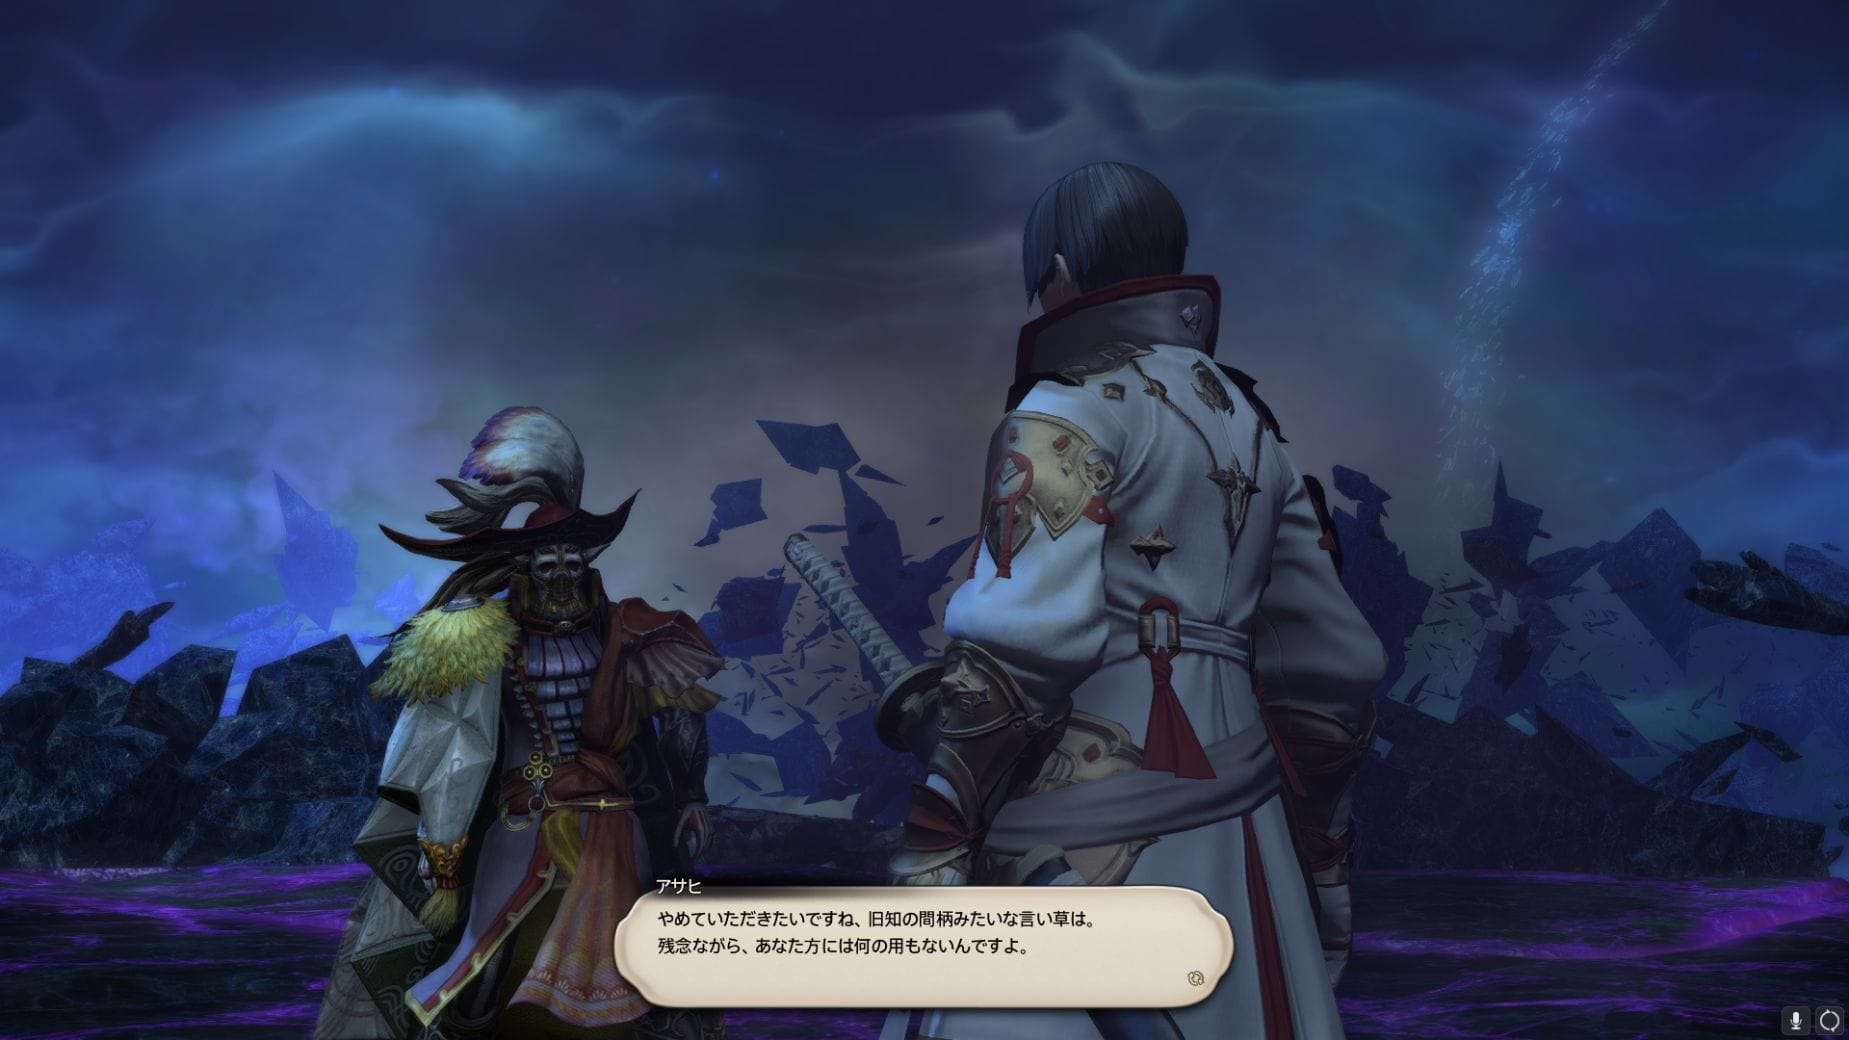 アサヒ
やめていただきたいですね、旧知の間柄みたいな言い草は。
残念ながら、あなた方には何の用もないんですよ。